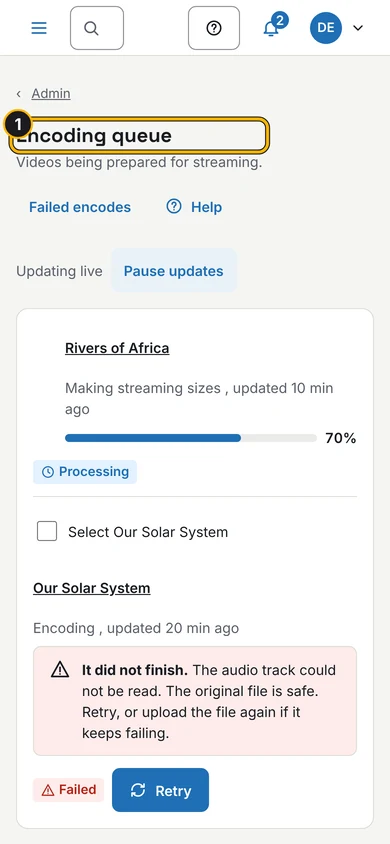 2
DE
Admin
1
Encoding queue
Videos being prepared for streaming.
Failed encodes
Help
Updating live
Pause updates
Rivers of Africa
Making streaming sizes , updated 10 min
ago
70%
Processing
Select Our Solar System
Our Solar System
Encoding , updated 20 min ago
It did not finish. The audio track could
not be read. The original file is safe.
Retry, or upload the file again if it
keeps failing.
Failed
Retry